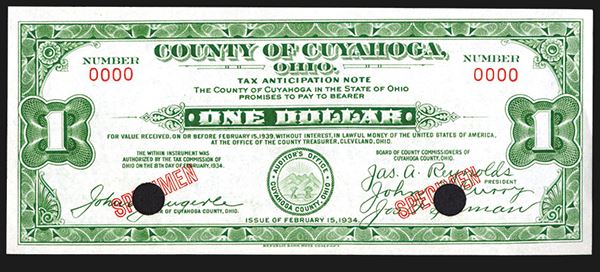 COUNTY OF CUYAHOGA,
OHIO.
NUMBER
0000
NUMBER
0000
TAX ANTICIPATION NOTE
THE COUNTY OF CUYAHOGA IN THE STATE OF OHIO
PROMISES TO PAY TO BEARER
1
ONE DOLLAR
1
FOR VALUE RECEIVED, ON OR BEFORE FEBRUARY 15, 1939, WITHOUT INTEREST, IN LAWFUL MONEY OF THE UNITED STATES OF AMERICA,
AT THE OFFICE OF THE COUNTY TREASURER, CLEVELAND, OHIO.
THE WITHIN INSTRUMENT WAS
AUTHORIZED BY THE TAX COMMISSION OF
OHIO ON THE 8TH DAY OF FEBRUARY, 1934.
AUDITOR'S OFFICE
CUYAHOGA COUNTY, OHIO.
BOARD OF COUNTY COMMISSIONERS OF
CUYAHOGA COUNTY, OHIO.
Jas. A. Reynolds
PRESIDENT
John
SPECIMEN
SPECIMEN
OF CUYAHOGA COUNTY, OHIO.
ISSUE OF FEBRUARY 15, 1934.
REPUBLIC BANK NOTE COMPANY